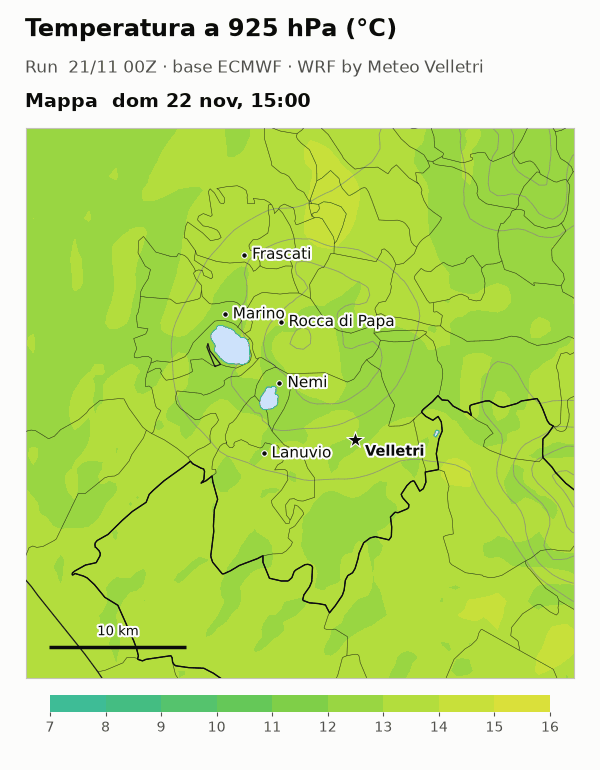 Temperatura a 925 hPa (°C)
Run  21/11 00Z · base ECMWF · WRF by Meteo Velletri
Mappa  dom 22 nov, 15:00
Frascati
Marino
Rocca di Papa
Nemi
Velletri
Lanuvio
10 km
7 8 9 10 11 12 13 14 15 16